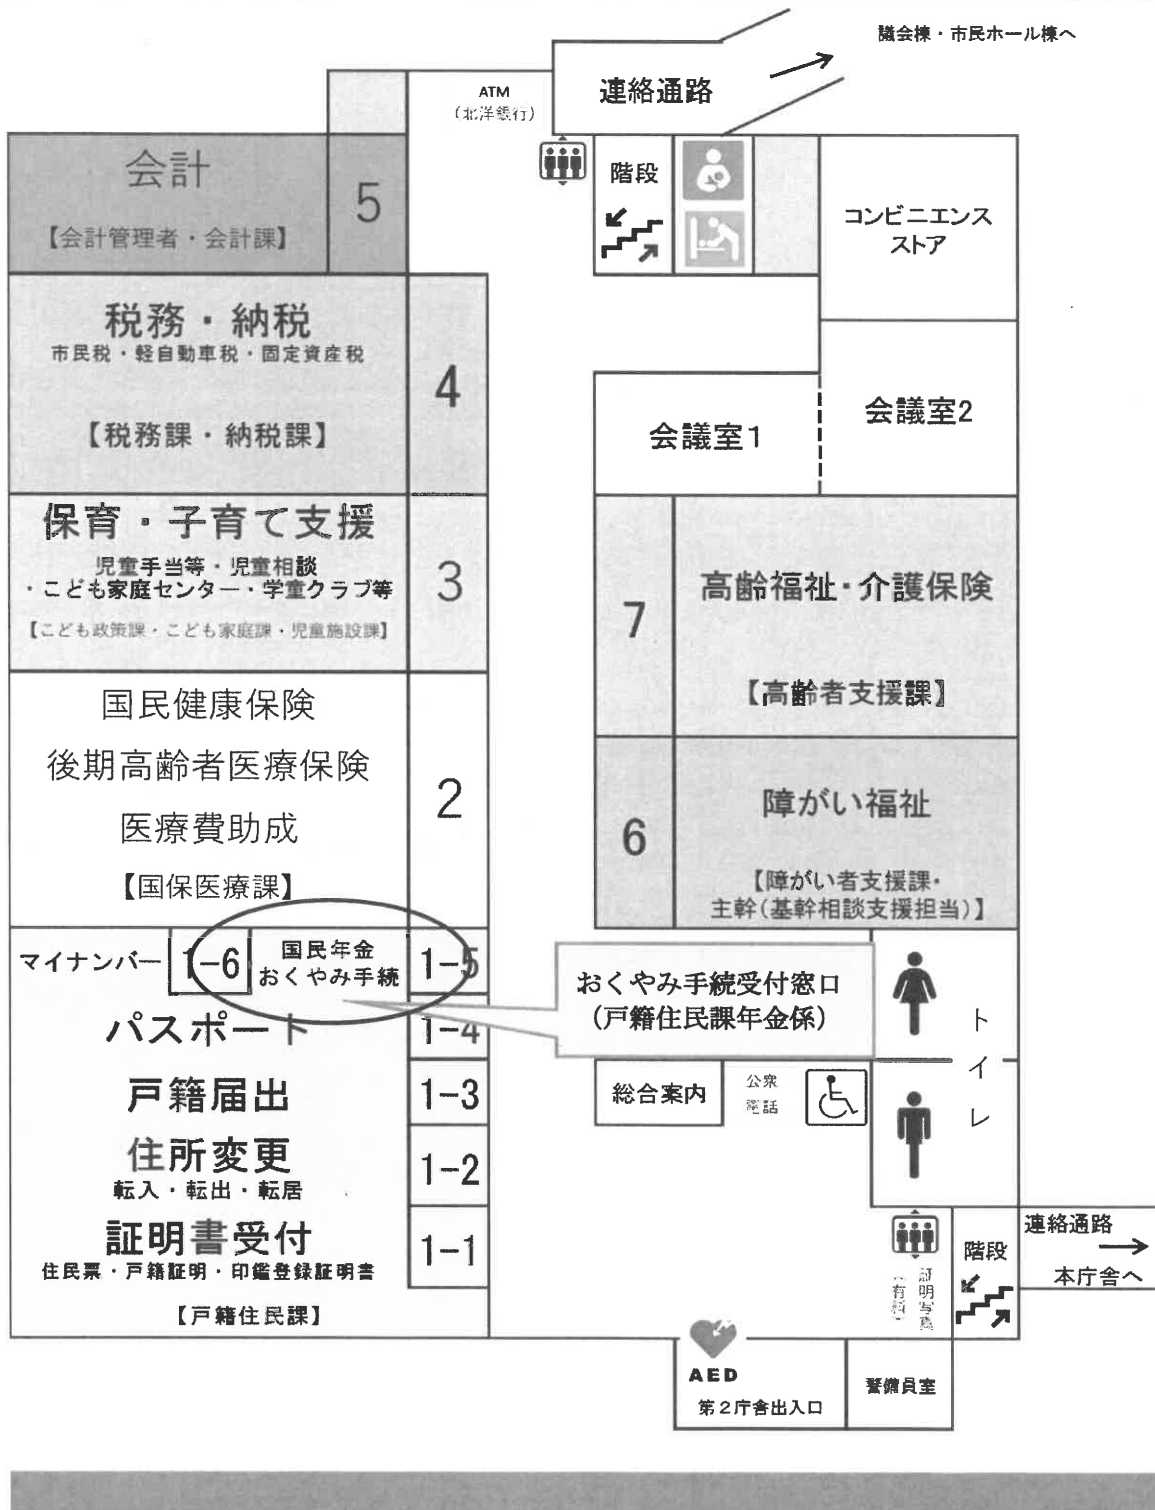 議会棟・市民ホール棟へ
連絡通路
ATM
(北洋銀行)
会計
【会計管理者・会計課】
5
階段
コンビニエンス
ストア
税務・納税
市民税・軽自動車税・固定資産税
【税務課・納税課】
4
会議室1
会議室2
保育・子育て支援
児童手当等・児童相談
・こども家庭センター・学童クラブ等
【こども政策課・こども家庭課・児童施設課】
3
7
高齢福祉・介護保険
【高齢者支援課】
国民健康保険
後期高齢者医療保険
医療費助成
【国保医療課】
2
6
障がい福祉
【障がい者支援課・
主幹(基幹相談支援担当)】
マイナンバー
1-6
国民年金
おくやみ手続
1-5
おくやみ手続受付窓口
(戸籍住民課年金係)
パスポート
1-4
トイレ
戸籍届出
1-3
総合案内
公衆
電話
住所変更
転入・転出・転居
1-2
証明書受付
住民票・戸籍証明・印鑑登録証明書
1-1
【戸籍住民課】
証明写真
(有料)
階段
連絡通路
本庁舎へ
AED
第2庁舎出入口
警備員室